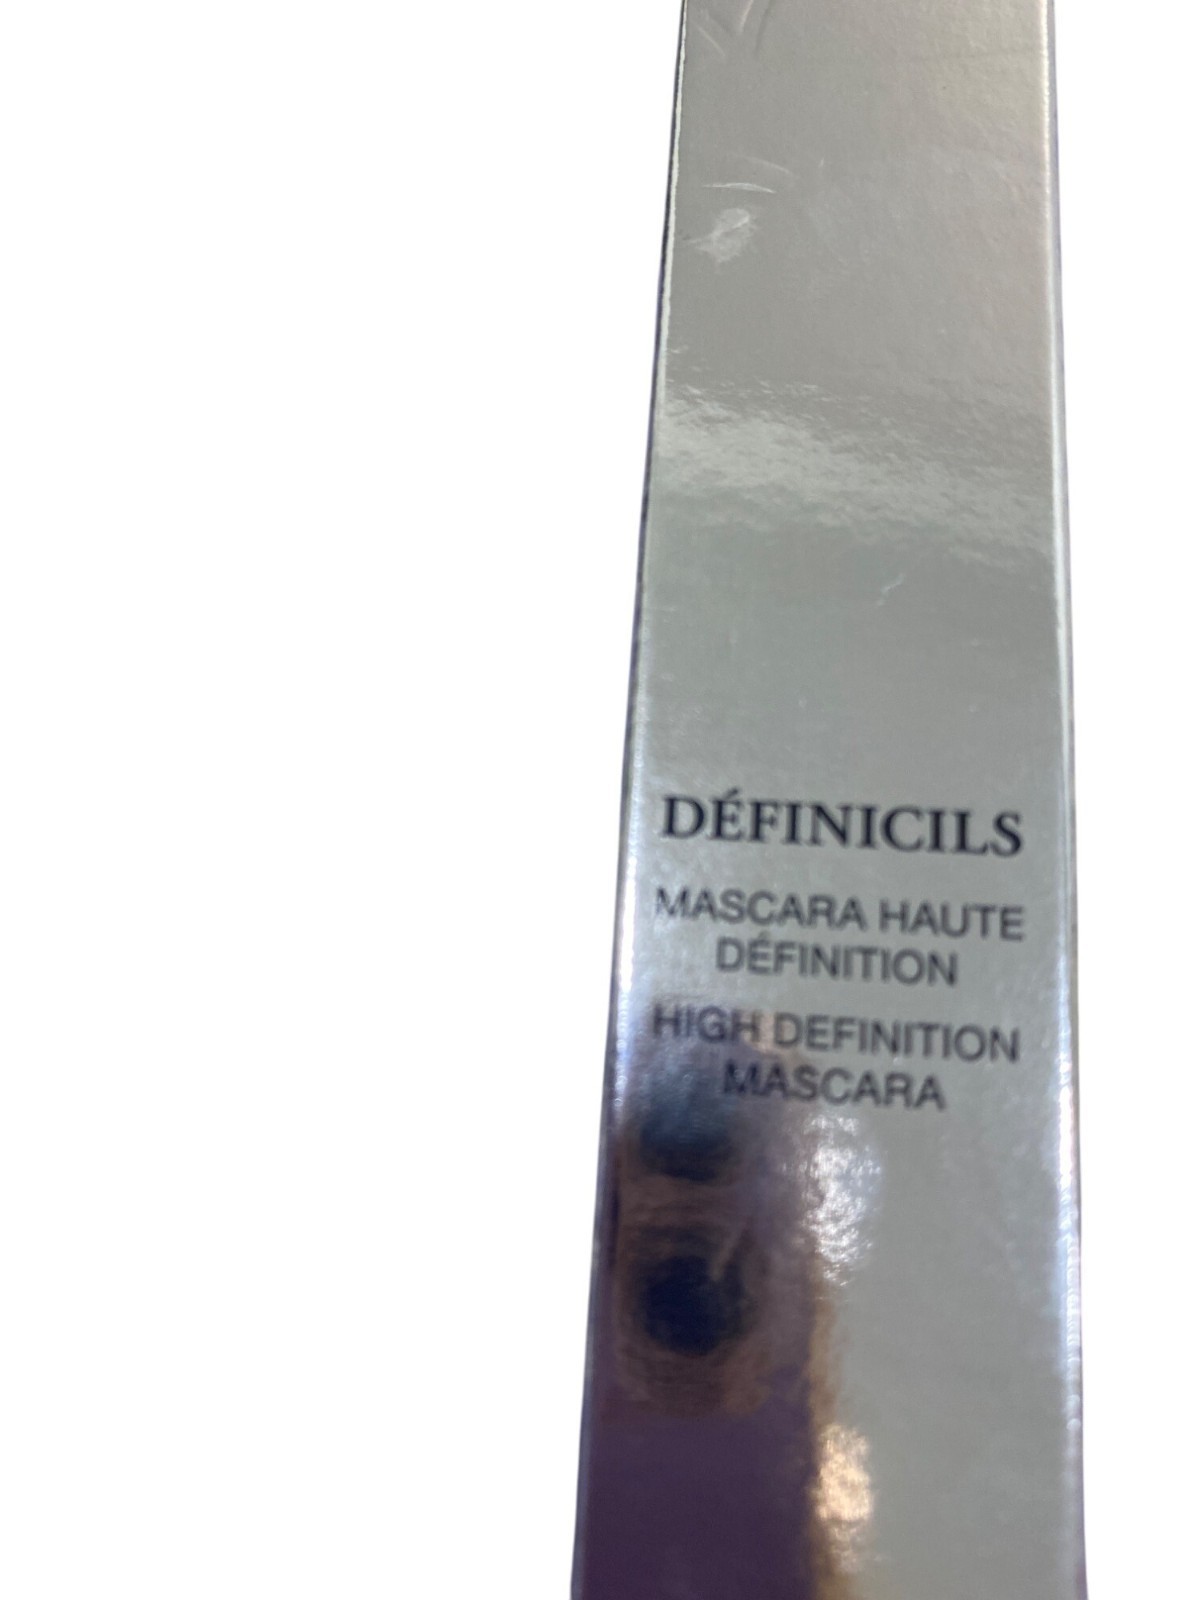 DÉFINICILS
MASCARA HAUTE
DÉFINITION
HIGH DEFINITION
MASCARA